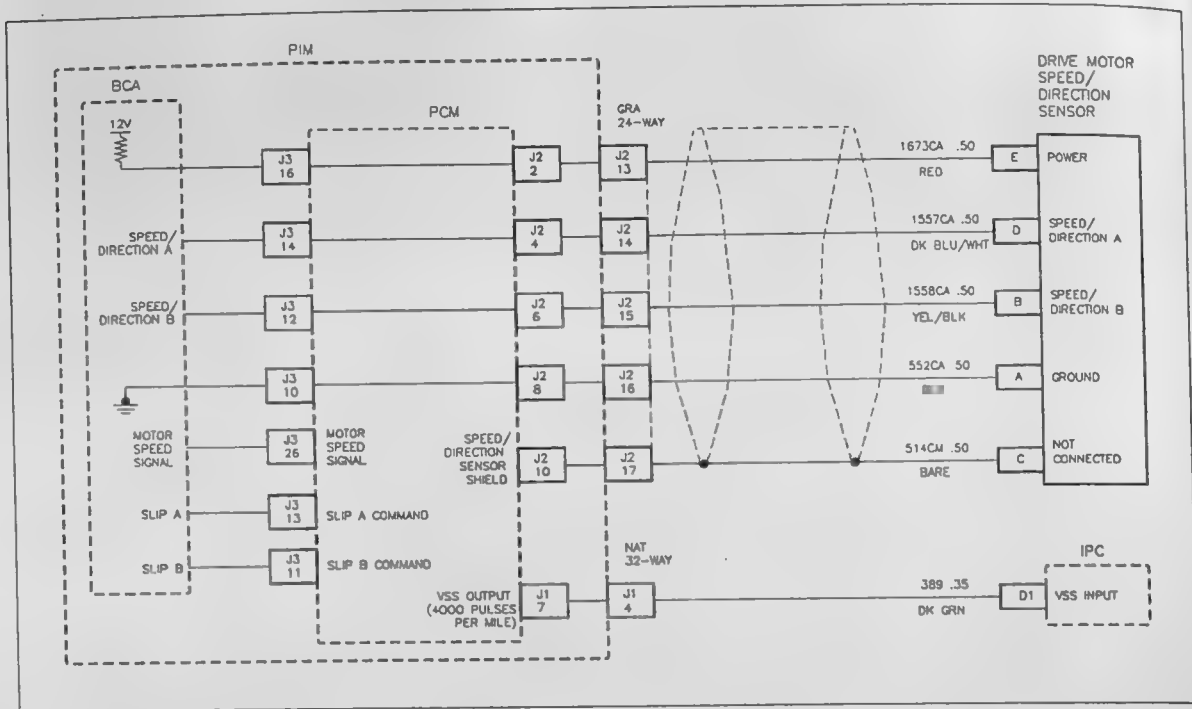 PIM
BCA
12V
PCM
GRA
24-WAY
DRIVE MOTOR
SPEED/
DIRECTION
SENSOR
J3
16
J2
2
J2
13
1673CA .50
RED
E
POWER
SPEED/
DIRECTION A
J3
14
J2
4
J2
14
1557CA .50
DK BLU/WHT
D
SPEED/
DIRECTION A
SPEED/
DIRECTION B
J3
12
J2
6
J2
15
1558CA .50
YEL/BLK
B
SPEED/
DIRECTION B
J3
10
J2
8
J2
16
552CA 50
A
GROUND
MOTOR
SPEED
SIGNAL
J3
26
MOTOR
SPEED
SIGNAL
SPEED/
DIRECTION
SENSOR
SHIELD
J2
10
J2
17
514CM .50
BARE
C
NOT
CONNECTED
SLIP A
J3
13
SLIP A COMMAND
SLIP B
J3
11
SLIP B COMMAND
NAT
32-WAY
IPC
VSS OUTPUT
(4000 PULSES
PER MILE)
J1
7
J1
4
389 .35
DK GRN
D1
VSS INPUT